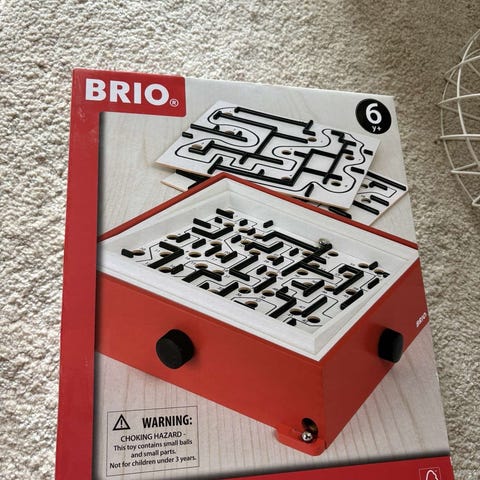 BRIO®
6
y+
BRIO
WARNING:
CHOKING HAZARD -
This toy contains small balls
and small parts.
Not for children under 3 years.